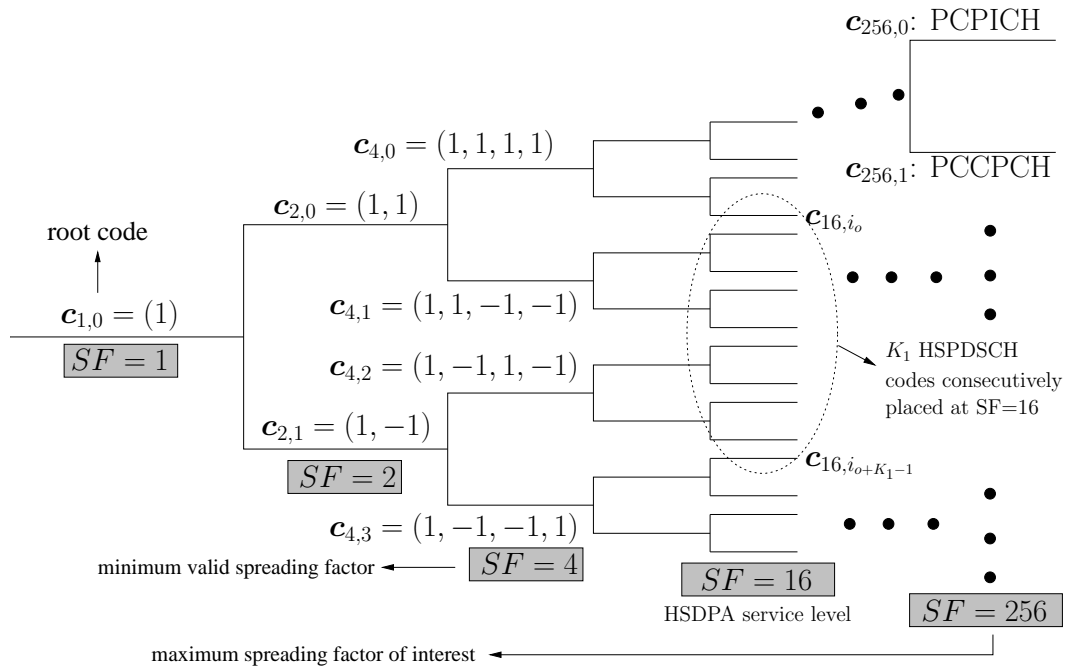 c256,0: PCPICH
c4,0 = (1, 1, 1, 1)
c256,1: PCCPCH
c2,0 = (1, 1)
c16,io
root code
c1,0 = (1)
c4,1 = (1, 1, −1, −1)
SF = 1
c4,2 = (1, −1, 1, −1)
K1 HSPDSCH
codes consecutively
placed at SF=16
c2,1 = (1, −1)
c16,io+K1−1
SF = 2
c4,3 = (1, −1, −1, 1)
minimum valid spreading factor
SF = 4
SF = 16
HSDPA service level
SF = 256
maximum spreading factor of interest